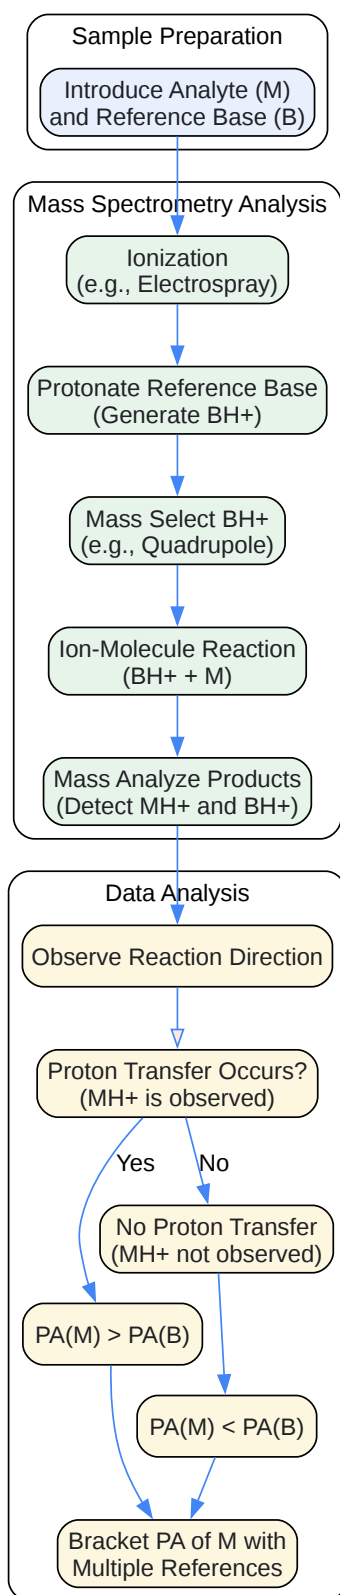 Sample Preparation
Introduce Analyte (M)
and Reference Base (B)
Mass Spectrometry Analysis
Ionization
(e.g., Electrospray)
Protonate Reference Base
(Generate BH+)
Mass Select BH+
(e.g., Quadrupole)
Ion-Molecule Reaction
(BH+ + M)
Mass Analyze Products
(Detect MH+ and BH+)
Data Analysis
Observe Reaction Direction
Proton Transfer Occurs?
(MH+ is observed)
Yes
No
No Proton Transfer
(MH+ not observed)
PA(M) > PA(B)
PA(M) < PA(B)
Bracket PA of M with
Multiple References